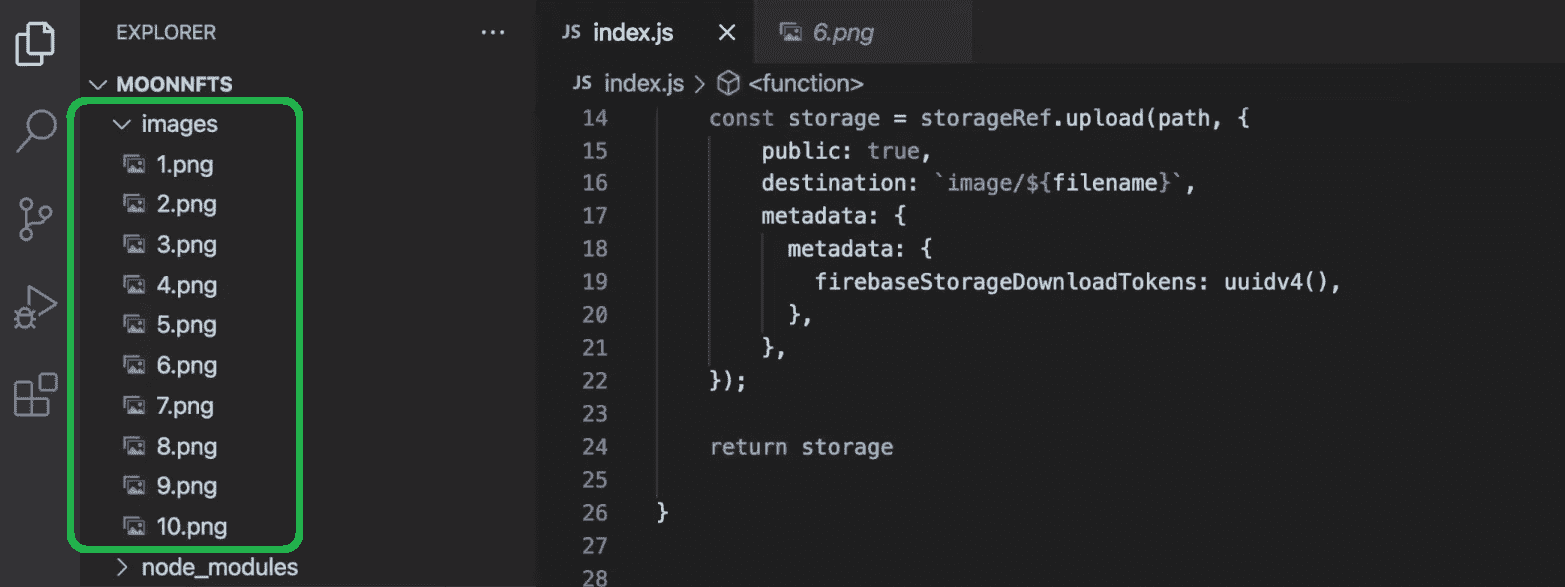 EXPLORER
···
MOONNFTS
images
1.png
2.png
3.png
4.png
5.png
6.png
7.png
8.png
9.png
10.png
node_modules
JS index.js
6.png
JS index.js > <function>
14 const storage = storageRef.upload(path, {
15 public: true,
16 destination: `image/${filename}`,
17 metadata: {
18 metadata: {
19 firebaseStorageDownloadTokens: uuidv4(),
20 },
21 },
22 });
23
24 return storage
25
26 }
27
28